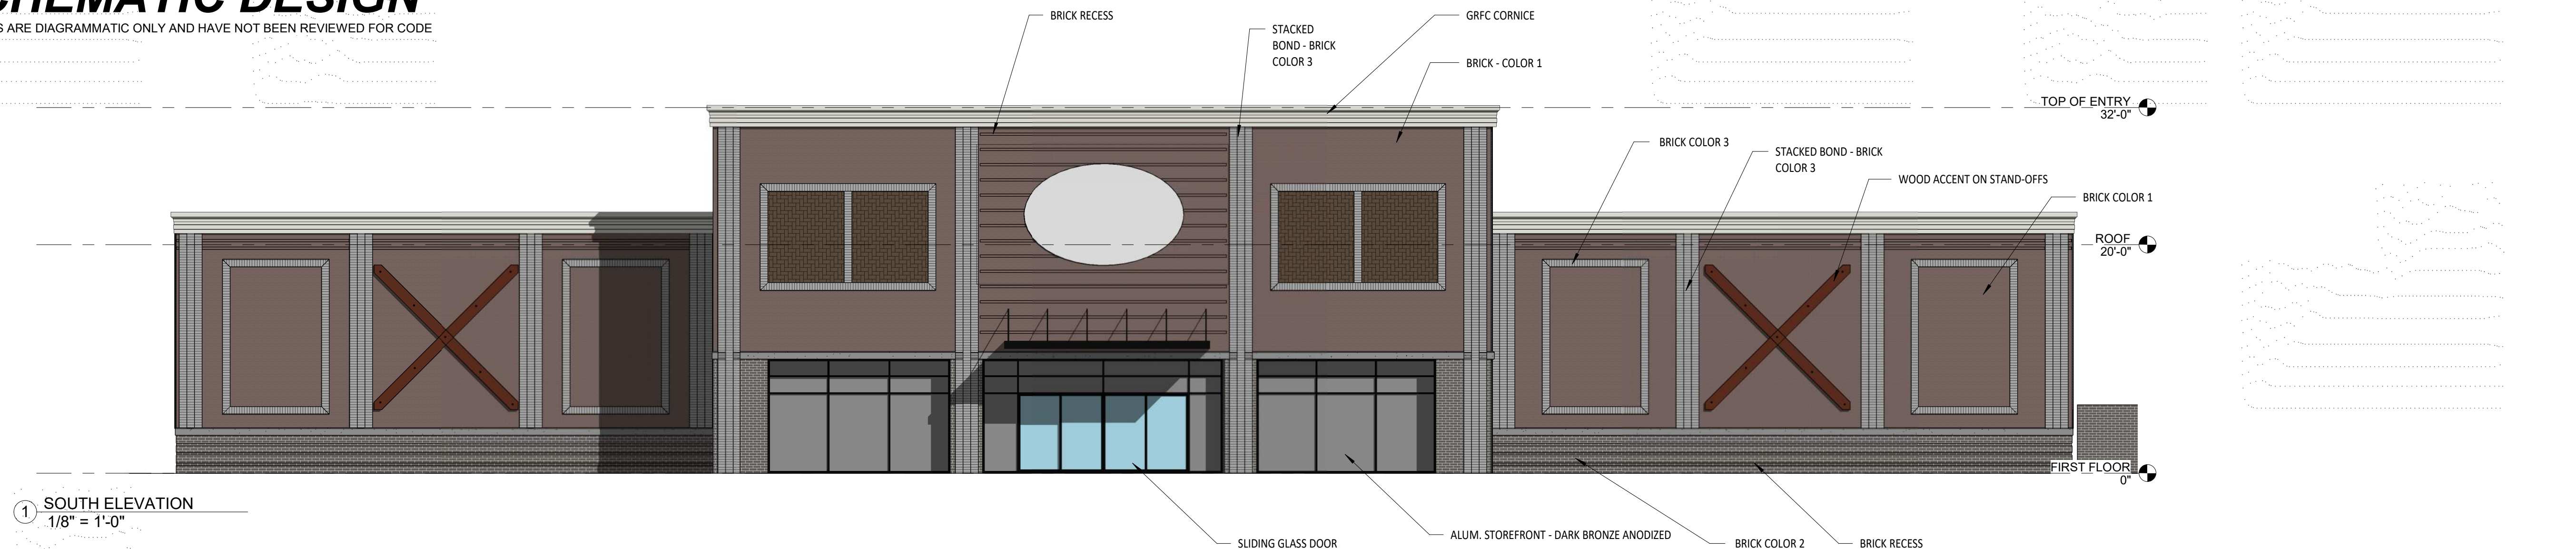 CHEMATIC DESIGN
S ARE DIAGRAMMATIC ONLY AND HAVE NOT BEEN REVIEWED FOR CODE
BRICK RECESS
STACKED
BOND - BRICK
COLOR 3
GRFC CORNICE
BRICK - COLOR 1
TOP OF ENTRY
32'-0"
BRICK COLOR 3
STACKED BOND - BRICK
COLOR 3
WOOD ACCENT ON STAND-OFFS
BRICK COLOR 1
ROOF
20'-0"
FIRST FLOOR
0"
1
SOUTH ELEVATION
1/8" = 1'-0"
SLIDING GLASS DOOR
ALUM. STOREFRONT - DARK BRONZE ANODIZED
BRICK COLOR 2
BRICK RECESS